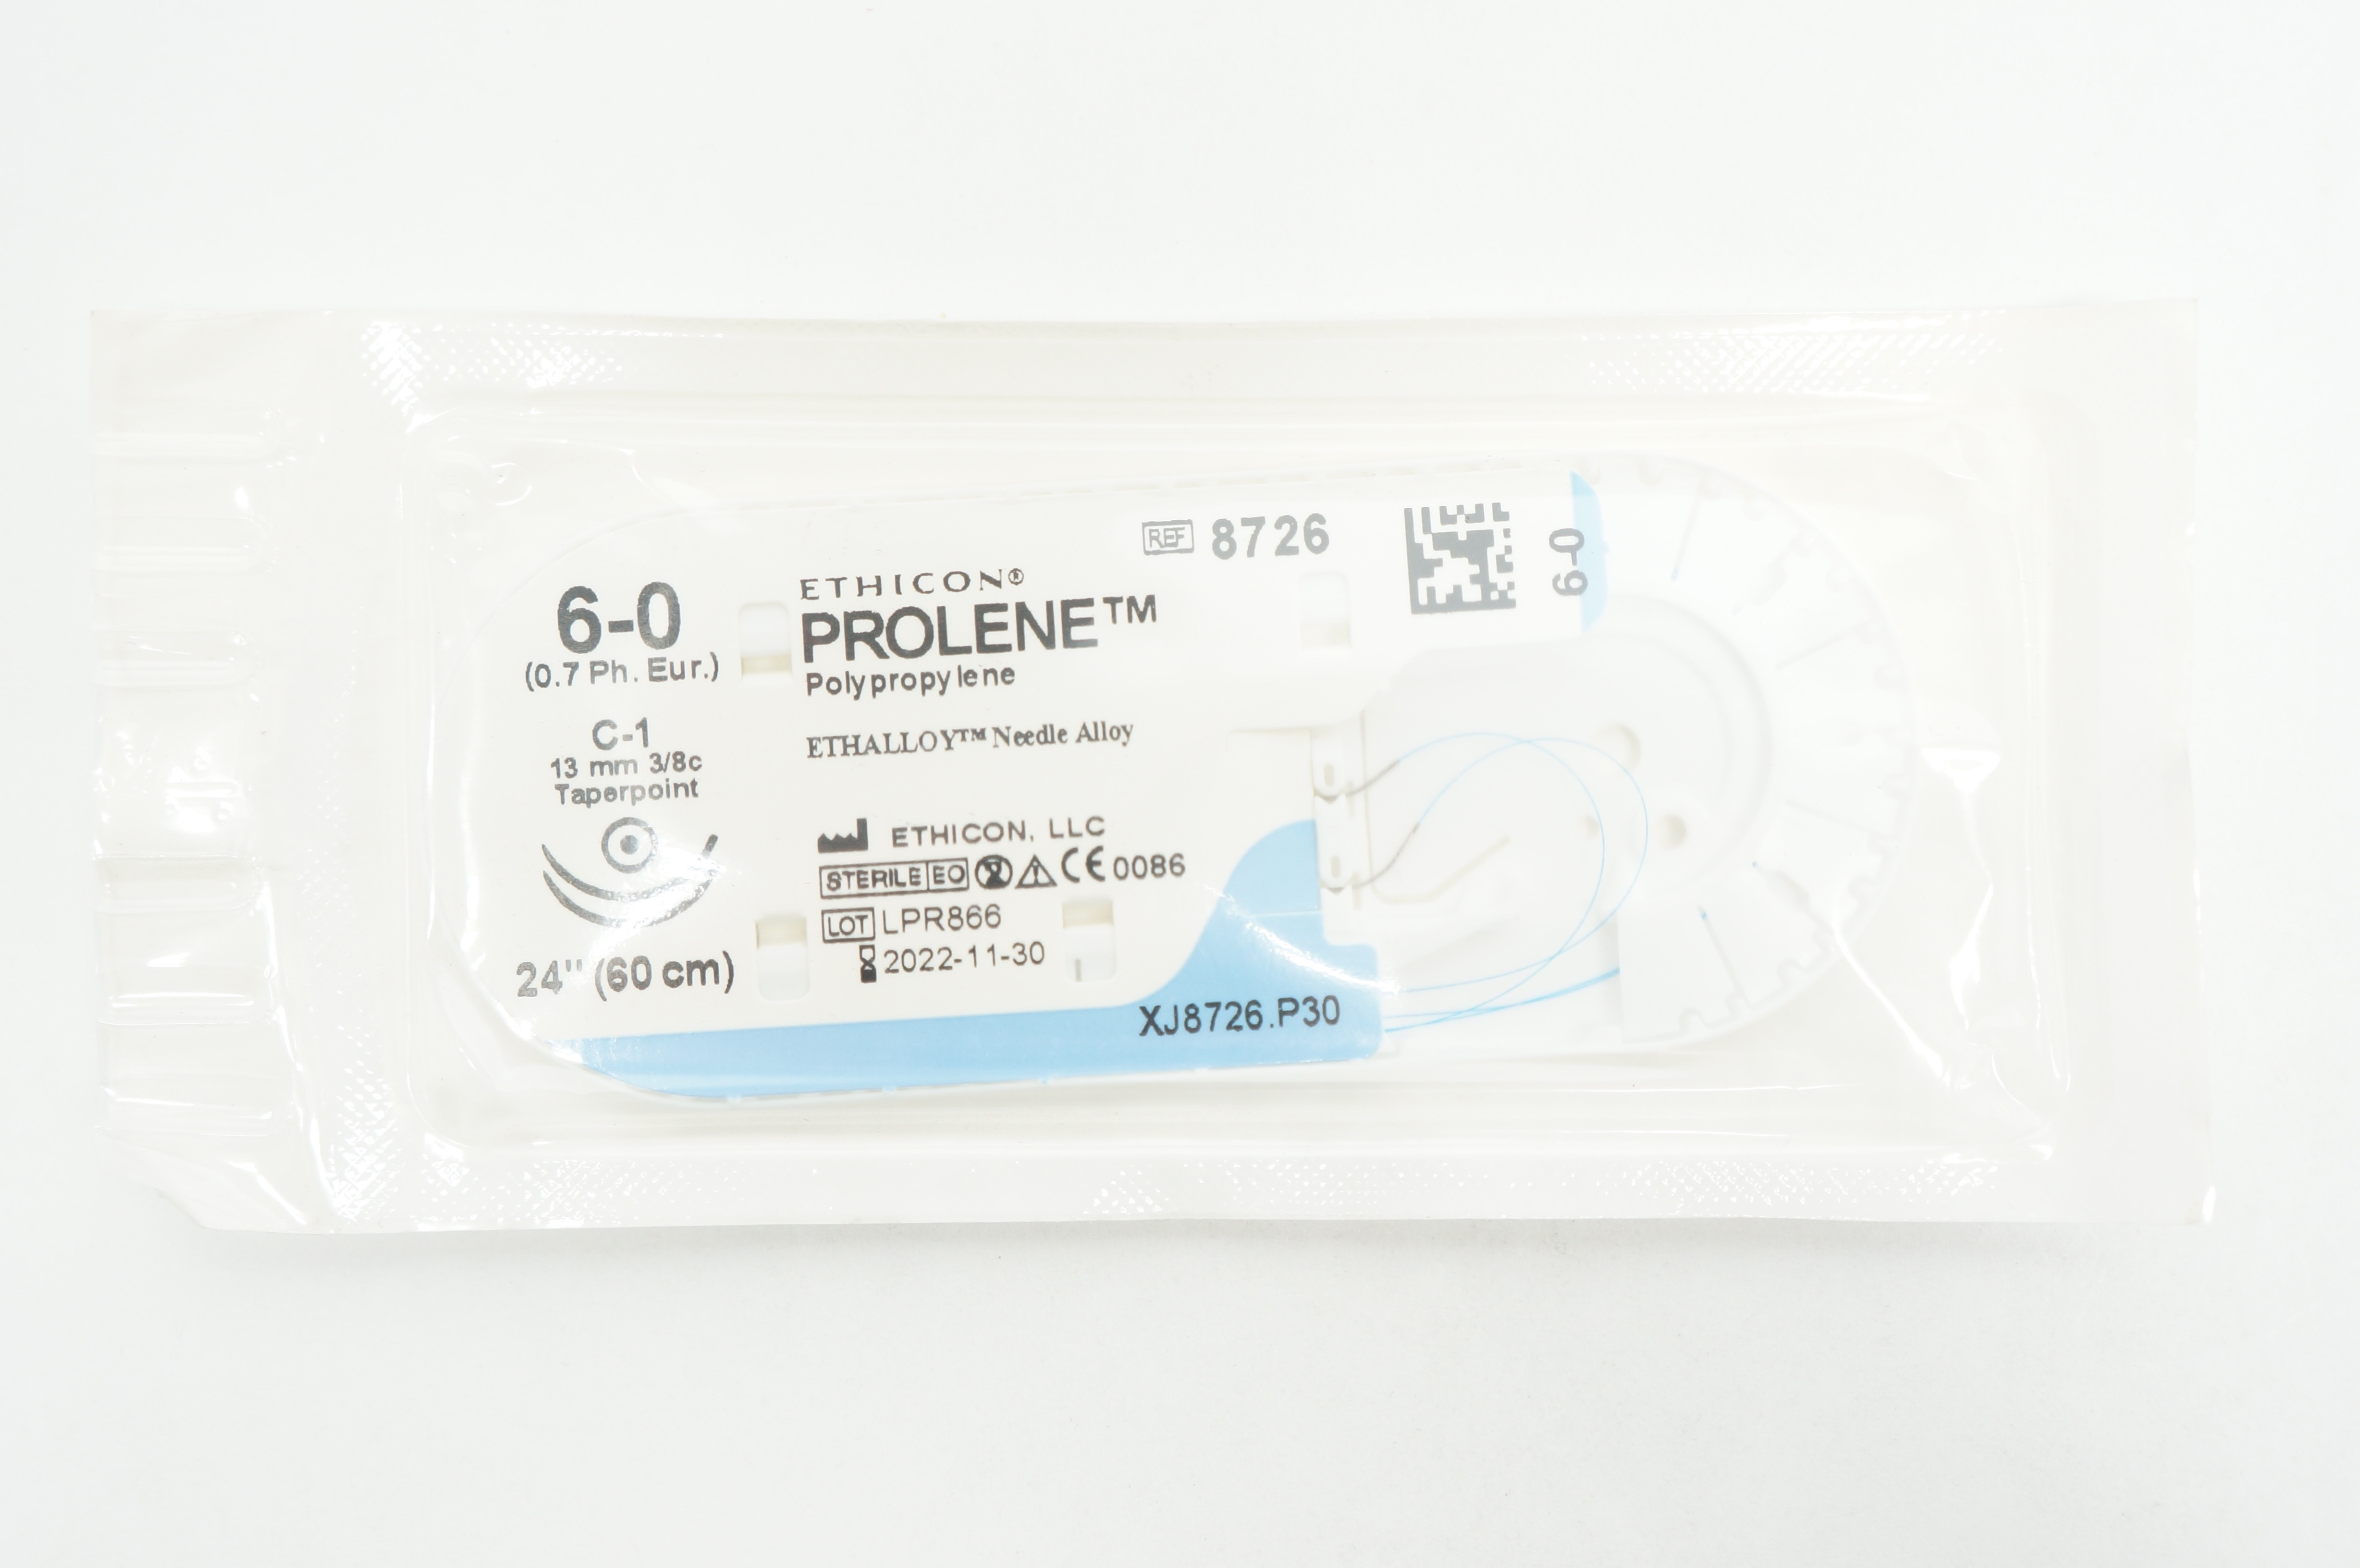 REF 8726
6-0
6-0
(0.7 Ph. Eur.)
ETHICON®
PROLENE™
Polypropylene
ETHALLOY™ Needle Alloy
C-1
13 mm 3/8c
Taperpoint
24" (60 cm)
ETHICON, LLC
STERILE EO CE 0086
LOT LPR866
2022-11-30
XJ8726.P30